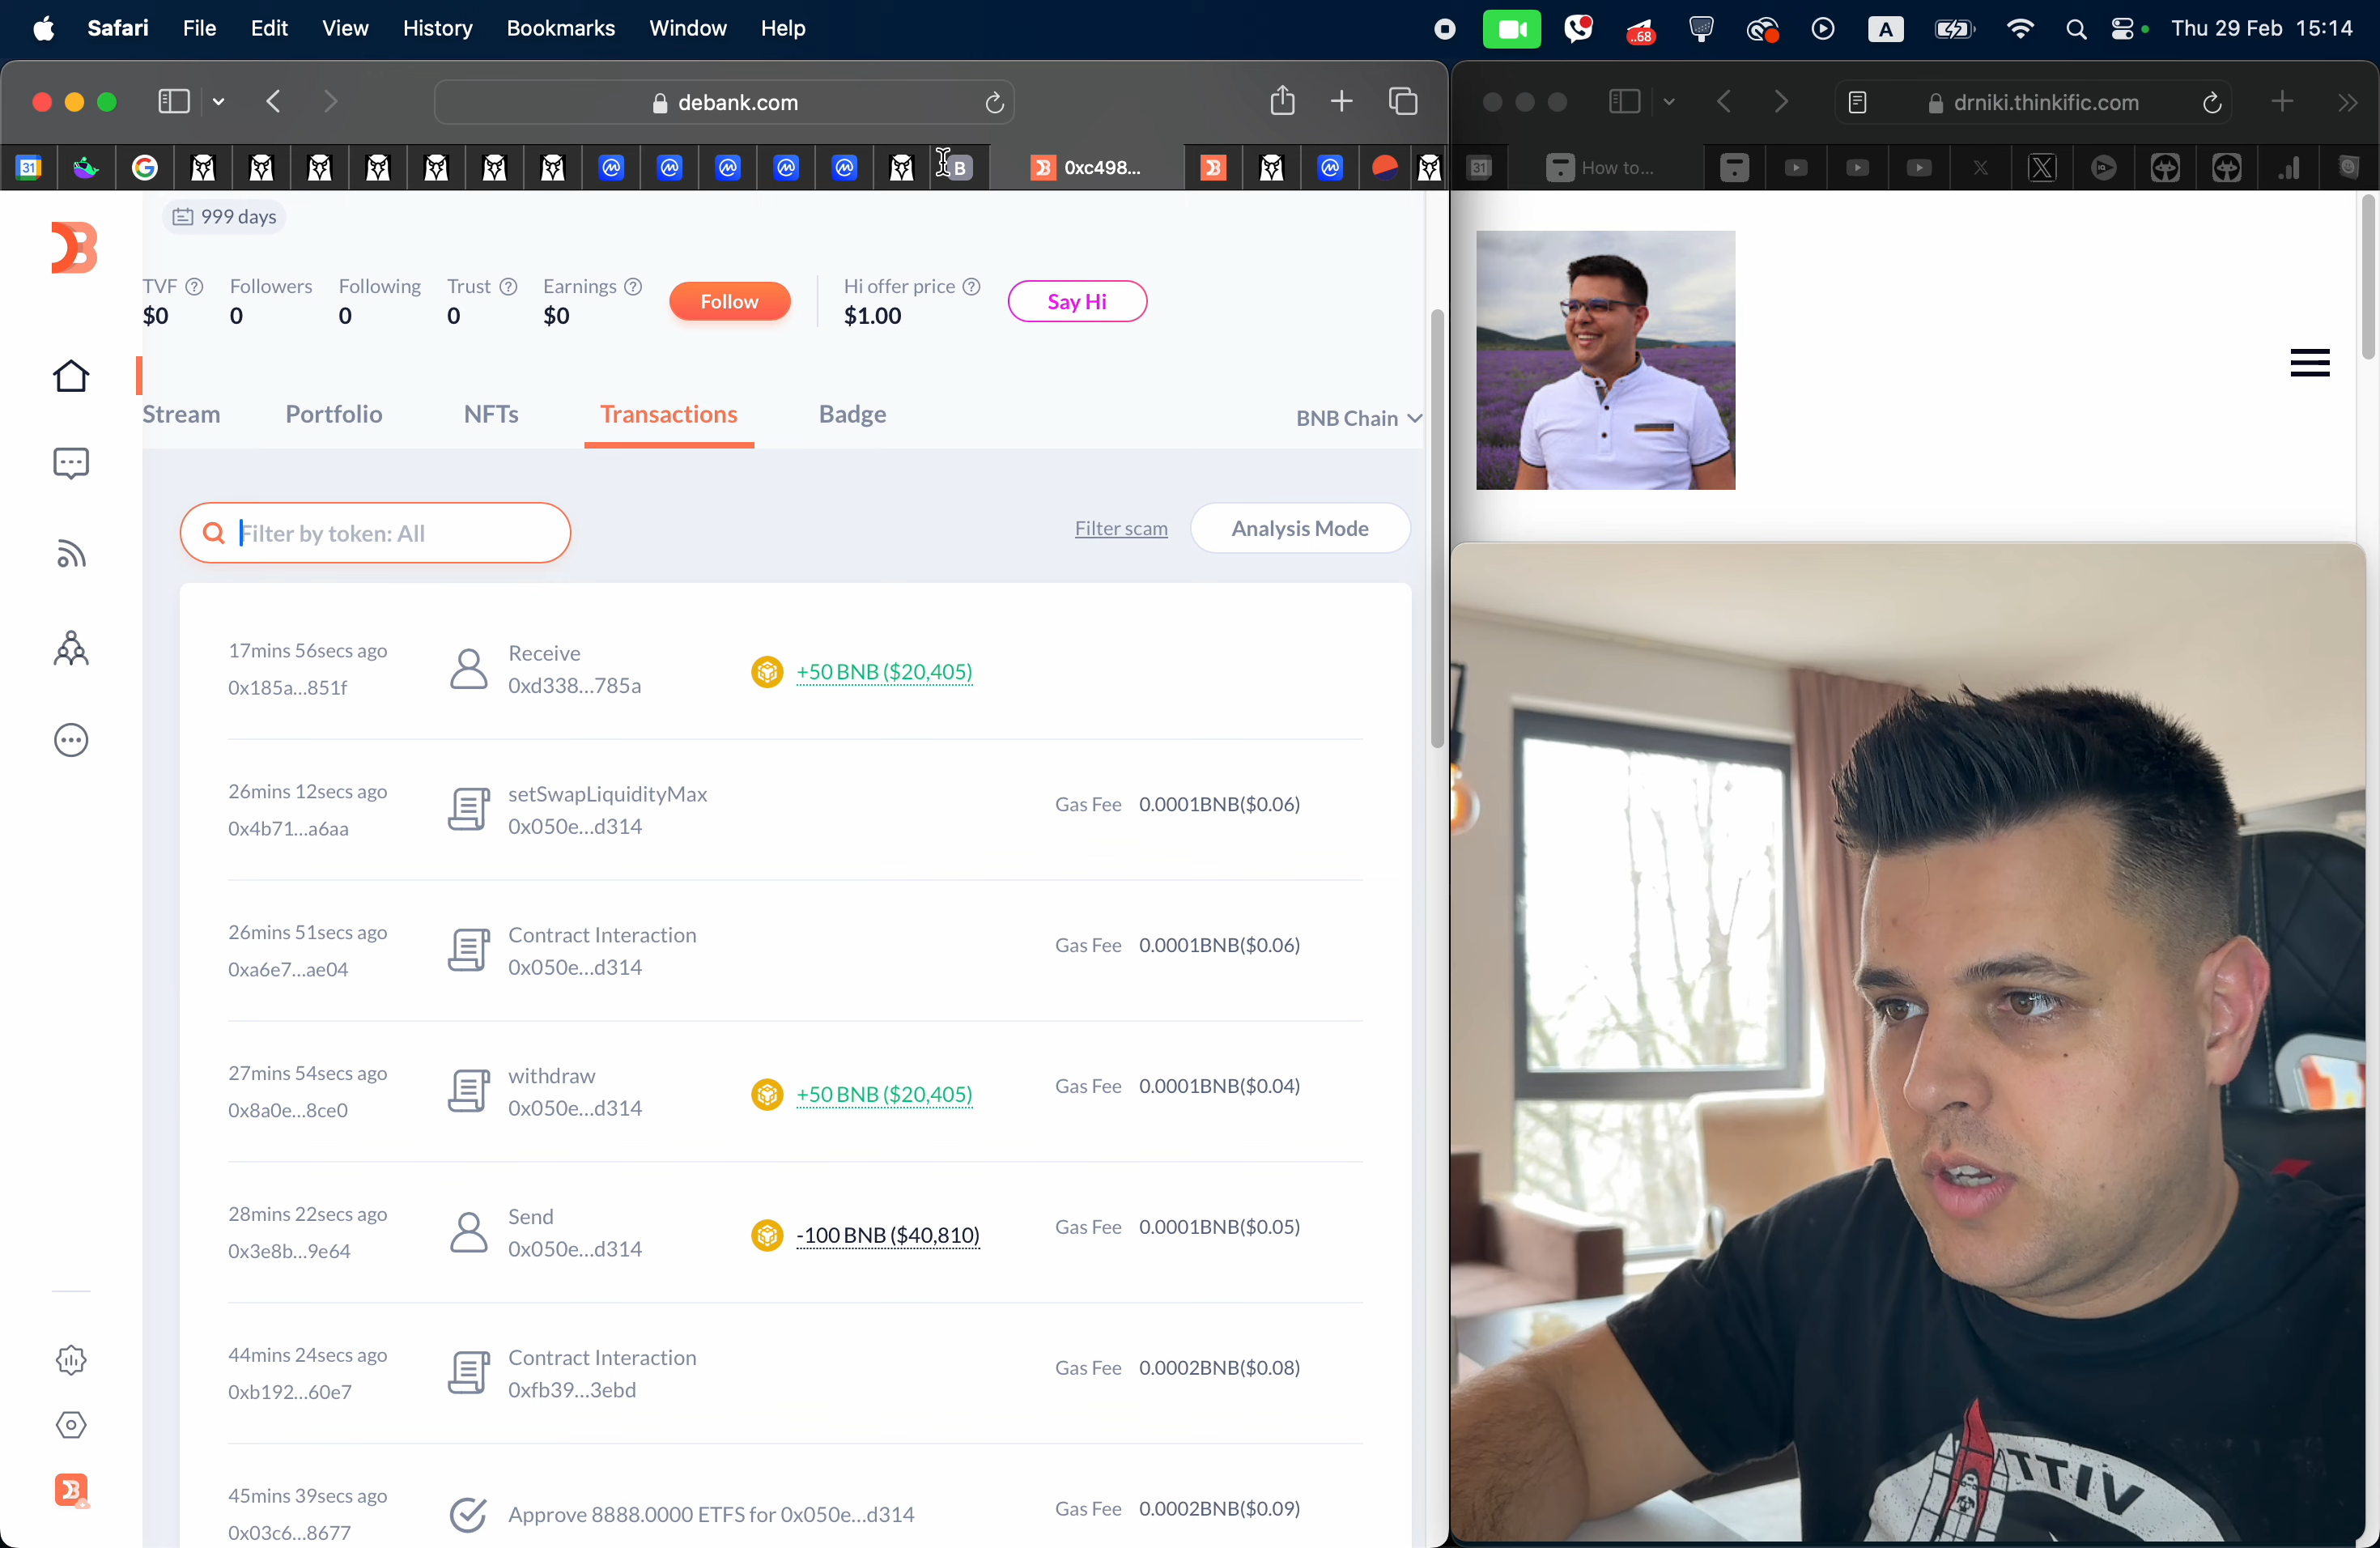 Safari File Edit View History Bookmarks Window Help
..68
A
Thu 29 Feb 15:14
debank.com
drniki.thinkific.com
31
B
0xc498...
31
How to...
999 days
TVF Followers Following Trust Earnings
$0 0 0 0 $0
Follow
Hi offer price
$1.00
Say Hi
Stream Portfolio NFTs Transactions Badge
BNB Chain
Filter by token: All
Filter scam
Analysis Mode
17mins 56secs ago
0x185a...851f
Receive
0xd338...785a
+50 BNB ($20,405)
26mins 12secs ago
0x4b71...a6aa
setSwapLiquidityMax
0x050e...d314
Gas Fee 0.0001BNB($0.06)
26mins 51secs ago
0xa6e7...ae04
Contract Interaction
0x050e...d314
Gas Fee 0.0001BNB($0.06)
27mins 54secs ago
0x8a0e...8ce0
withdraw
0x050e...d314
+50 BNB ($20,405)
Gas Fee 0.0001BNB($0.04)
28mins 22secs ago
0x3e8b...9e64
Send
0x050e...d314
-100 BNB ($40,810)
Gas Fee 0.0001BNB($0.05)
44mins 24secs ago
0xb192...60e7
Contract Interaction
0xfb39...3ebd
Gas Fee 0.0002BNB($0.08)
45mins 39secs ago
0x03c6...8677
Approve 8888.0000 ETFS for 0x050e...d314
Gas Fee 0.0002BNB($0.09)